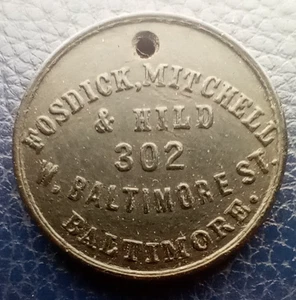 FOSDICK, MITCHELL
& HILD
302
W. BALTIMORE ST.
BALTIMORE.